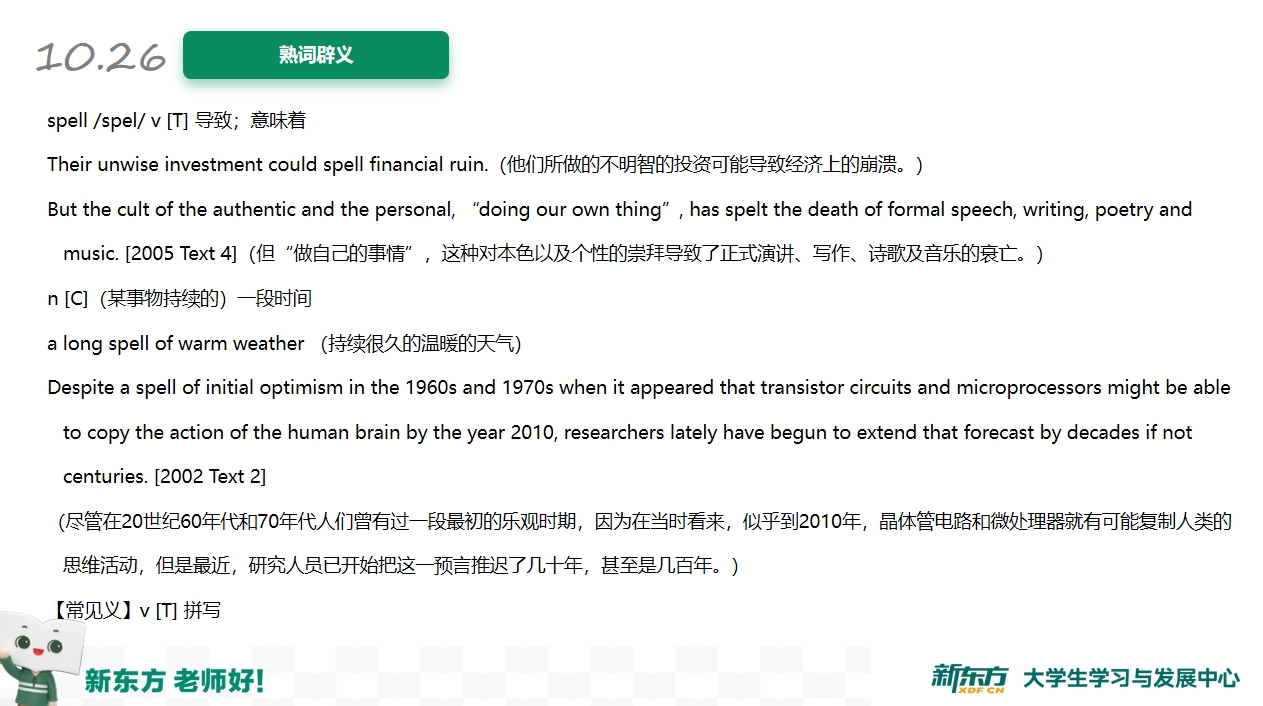 10.26
熟词辟义
spell /spel/ v [T] 导致；意味着
Their unwise investment could spell financial ruin.（他们所做的不明智的投资可能导致经济上的崩溃。）
But the cult of the authentic and the personal, “doing our own thing”, has spelt the death of formal speech, writing, poetry and
music. [2005 Text 4]（但“做自己的事情”，这种对本色以及个性的崇拜导致了正式演讲、写作、诗歌及音乐的衰亡。）
n [C]（某事物持续的）一段时间
a long spell of warm weather （持续很久的温暖的天气）
Despite a spell of initial optimism in the 1960s and 1970s when it appeared that transistor circuits and microprocessors might be able
to copy the action of the human brain by the year 2010, researchers lately have begun to extend that forecast by decades if not
centuries. [2002 Text 2]
（尽管在20世纪60年代和70年代人们曾有过一段最初的乐观时期，因为在当时看来，似乎到2010年，晶体管电路和微处理器就有可能复制人类的
思维活动，但是最近，研究人员已开始把这一预言推迟了几十年，甚至是几百年。）
【常见义】v [T] 拼写
新东方 老师好!
新东方 XDF.CN 大学生学习与发展中心